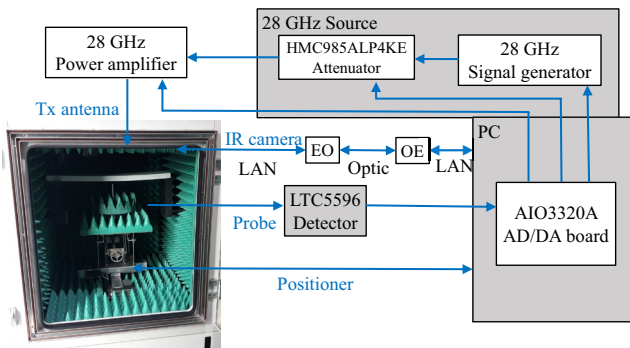 28 GHz Source
28 GHz
Power amplifier
HMC985ALP4KE
Attenuator
28 GHz
Signal generator
Tx antenna
IR camera
LAN
EO
Optic
OE
LAN
PC
Probe
LTC5596
Detector
AIO3320A
AD/DA board
Positioner